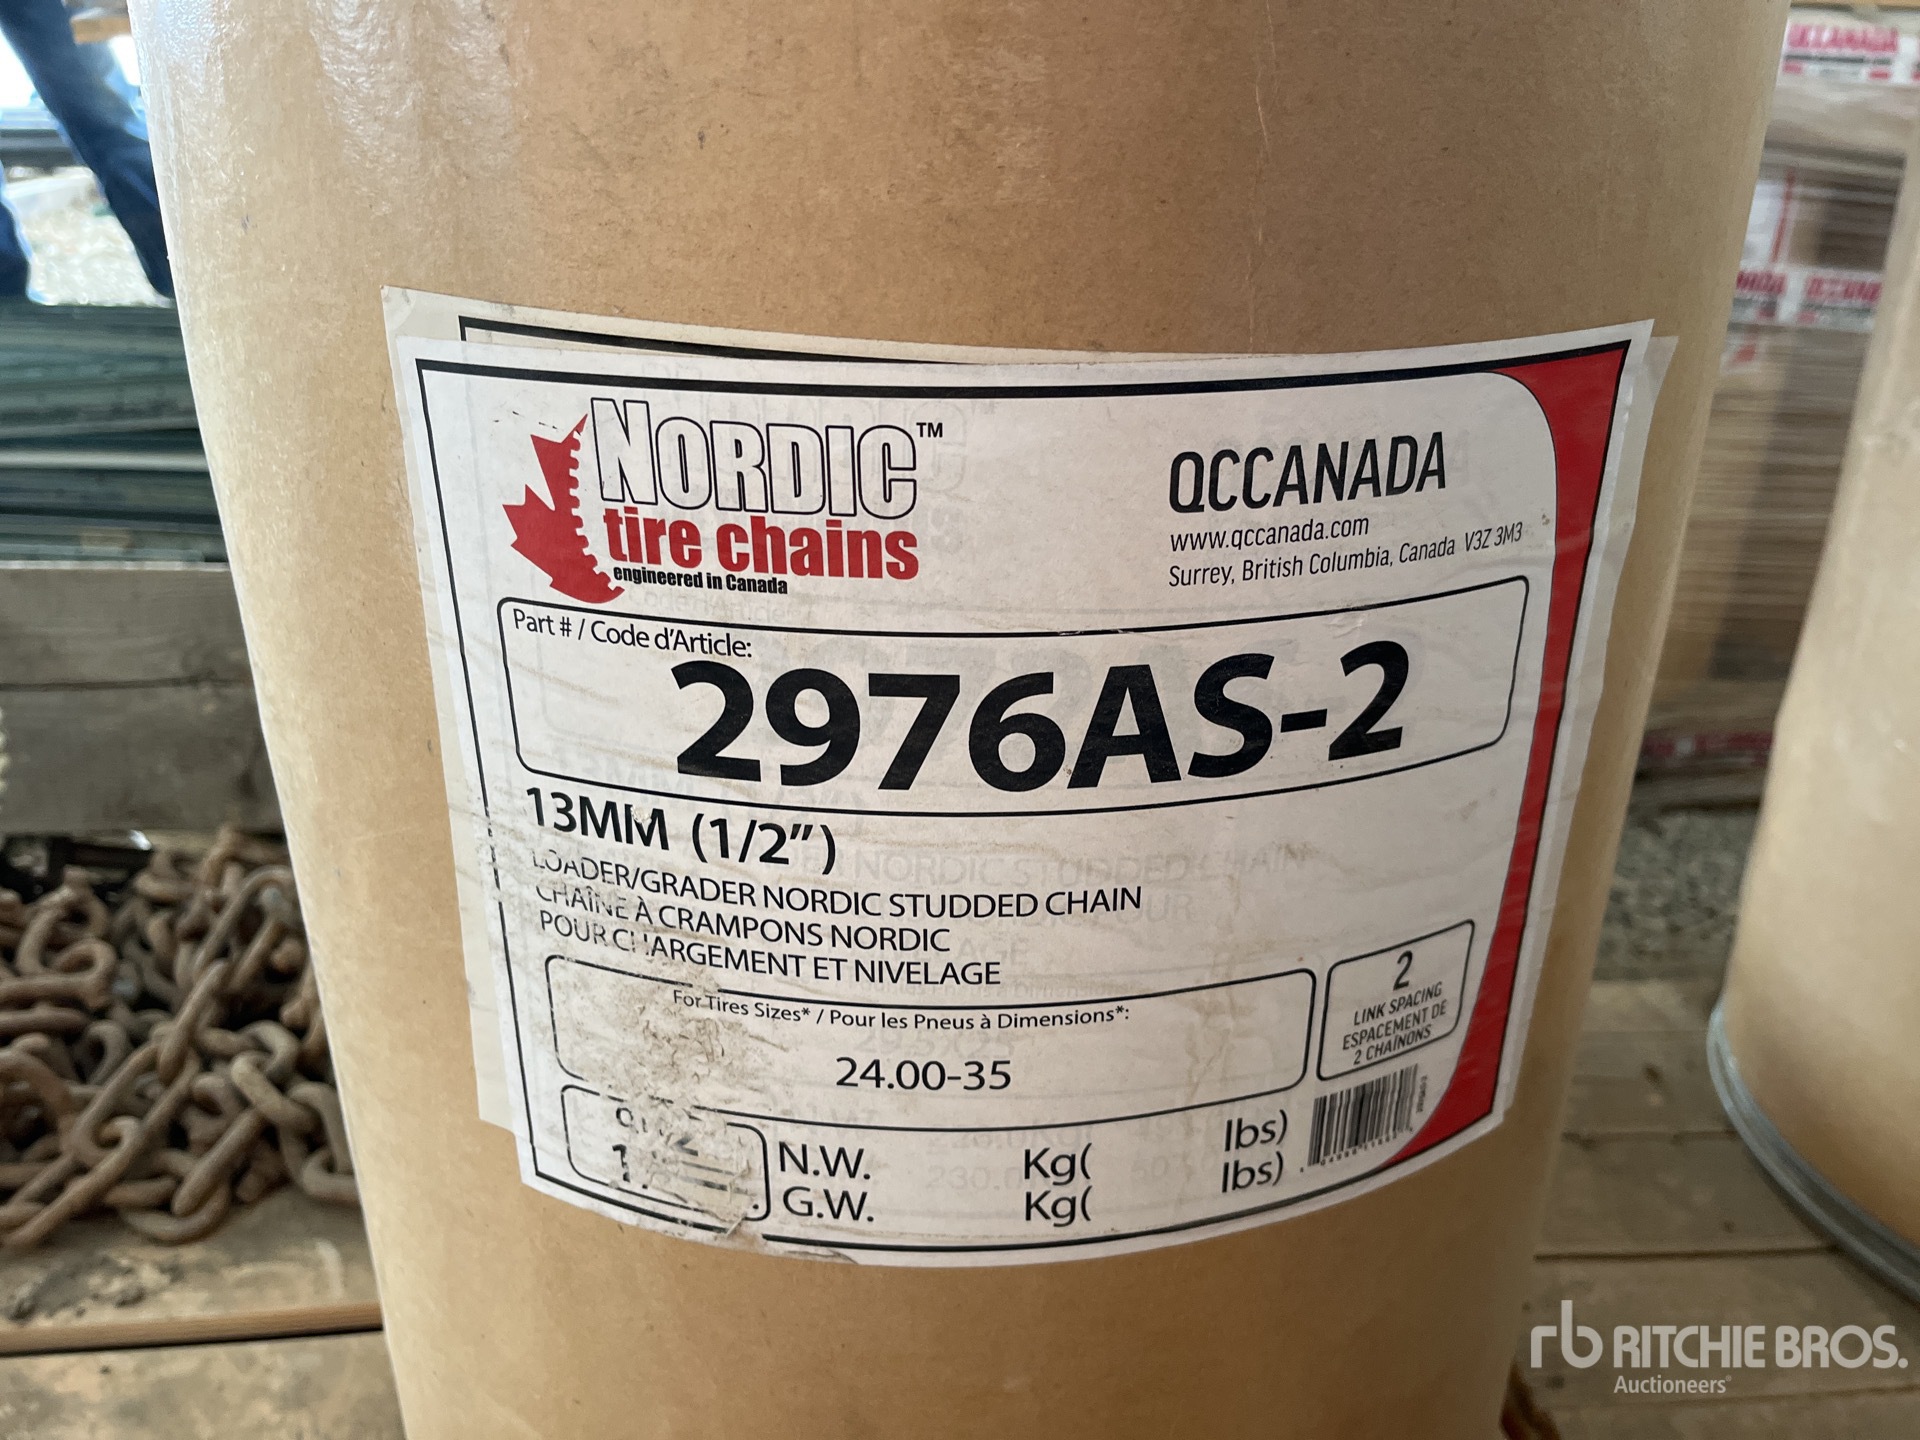 QCCANADA
NORDIC™
tire chains
engineered in Canada
QCCANADA
www.qccanada.com
Surrey, British Columbia, Canada V3Z 3M3
Part # / Code d'Article:
2976AS-2
13MM (1/2")
LOADER/GRADER NORDIC STUDDED CHAIN
CHAÎNE À CRAMPONS NORDIC
POUR CHARGEMENT ET NIVELAGE
For Tires Sizes* / Pour les Pneus à Dimensions*:
24.00-35
2
LINK SPACING
ESPACEMENT DE
2 CHAÎNONS
N.W. Kg( lbs)
G.W. Kg( lbs)
rb RITCHIE BROS.
Auctioneers